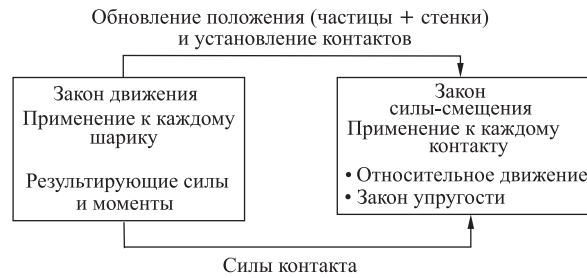 Обновление положения (частицы + стенки)
и установление контактов
Закон движения
Применение к каждому
шарику
Результирующие силы
и моменты
Закон
силы-смещения
Применение к каждому
контакту
• Относительное движение
• Закон упругости
Силы контакта